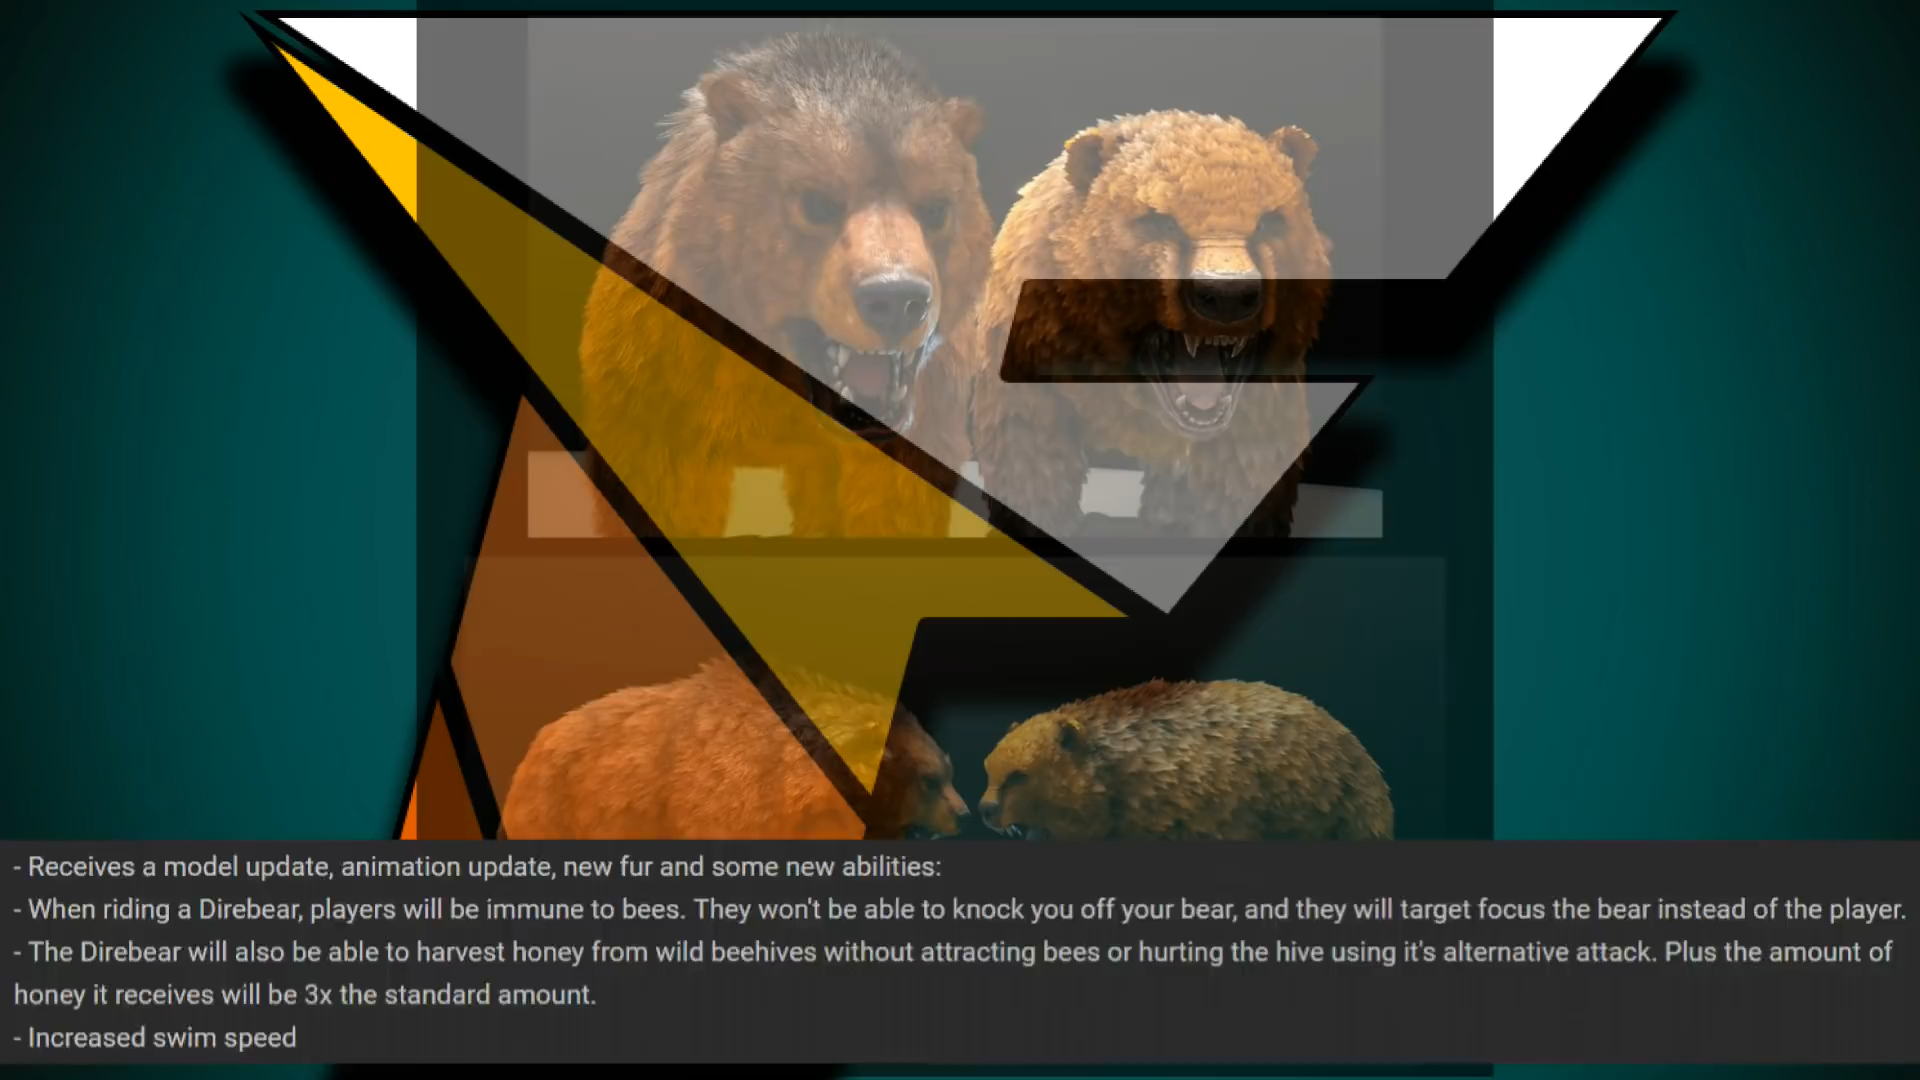 - Receives a model update, animation update, new fur and some new abilities:
- When riding a Direbear, players will be immune to bees. They won't be able to knock you off your bear, and they will target focus the bear instead of the player.
- The Direbear will also be able to harvest honey from wild beehives without attracting bees or hurting the hive using it's alternative attack. Plus the amount of
honey it receives will be 3x the standard amount.
- Increased swim speed